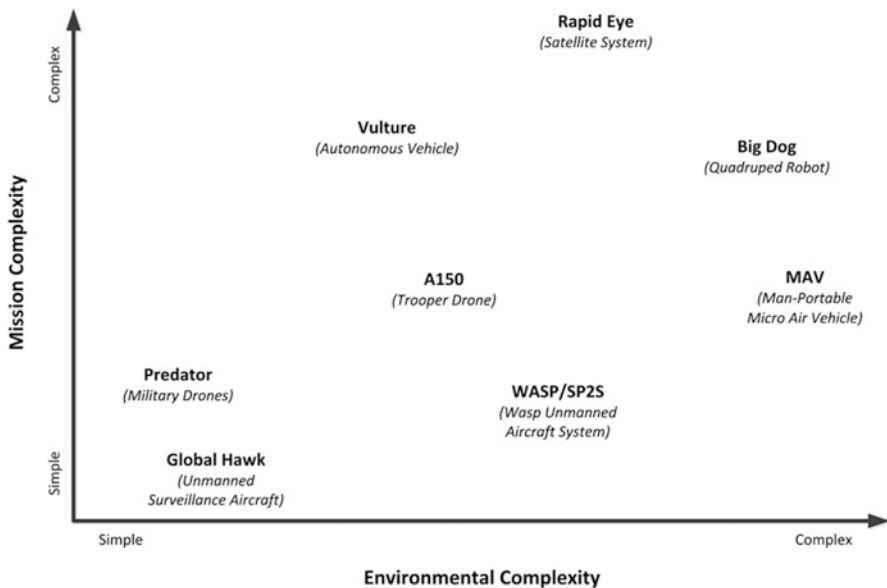 Rapid Eye
(Satellite System)
Complex
Vulture
(Autonomous Vehicle)
Big Dog
(Quadruped Robot)
Mission Complexity
A150
(Trooper Drone)
MAV
(Man-Portable
Micro Air Vehicle)
Predator
(Military Drones)
WASP/SP2S
(Wasp Unmanned
Aircraft System)
Global Hawk
(Unmanned
Surveillance Aircraft)
Simple
Simple
Complex
Environmental Complexity